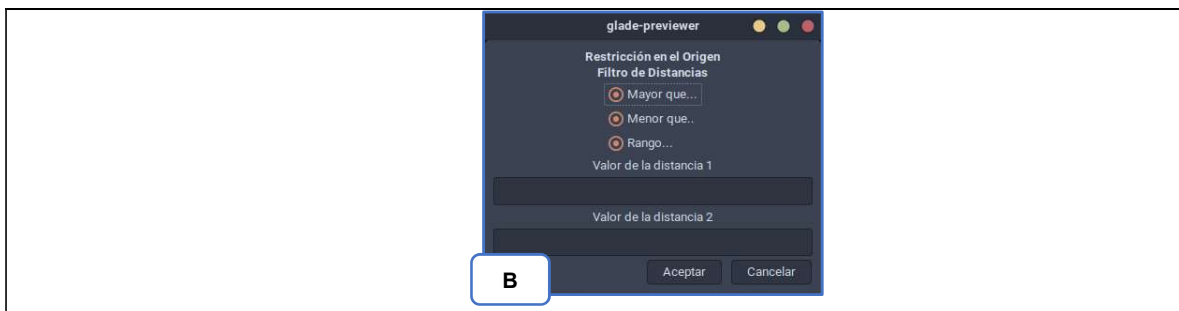 glade-previewer
Restricción en el Origen
Filtro de Distancias
Mayor que...
Menor que..
Rango...
Valor de la distancia 1
Valor de la distancia 2
Aceptar Cancelar
B